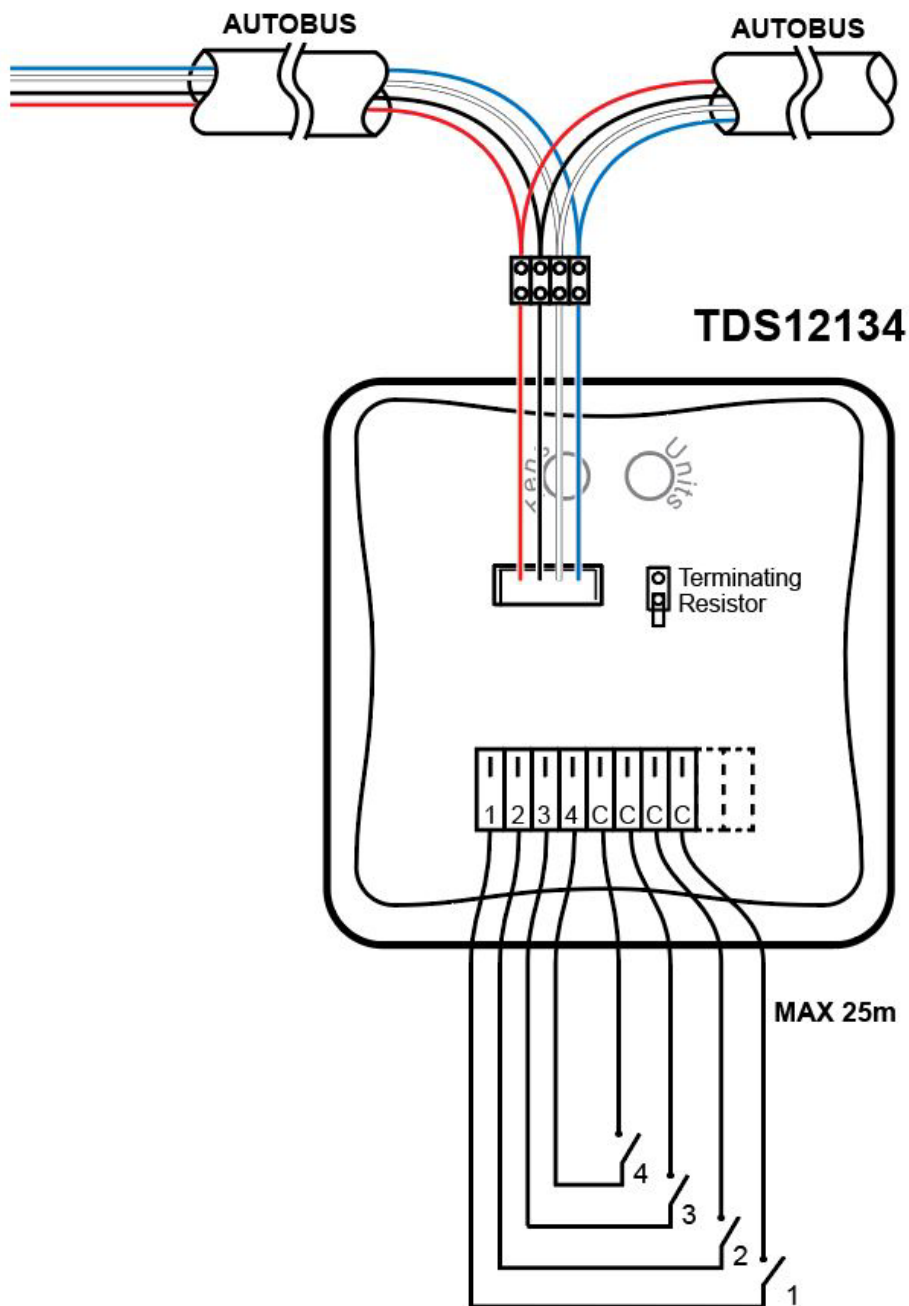 AUTOBUS
AUTOBUS
TDS12134
Units
Terminating
Resistor
1 2 3 4 C C C C
MAX 25m
4
3
2
1